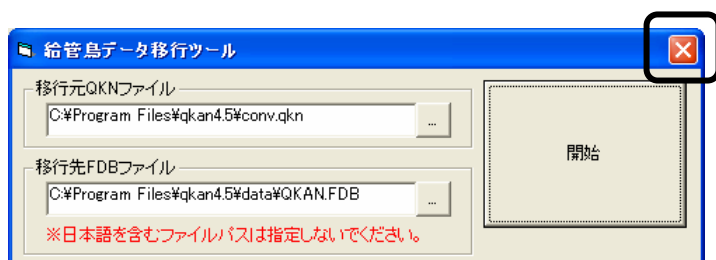 給管鳥データ移行ツール
移行元QKNファイル
C:¥Program Files¥qkan4.5¥conv.qkn
...
開始
移行先FDBファイル
C:¥Program Files¥qkan4.5¥data¥QKAN.FDB
...
※日本語を含むファイルパスは指定しないでください。